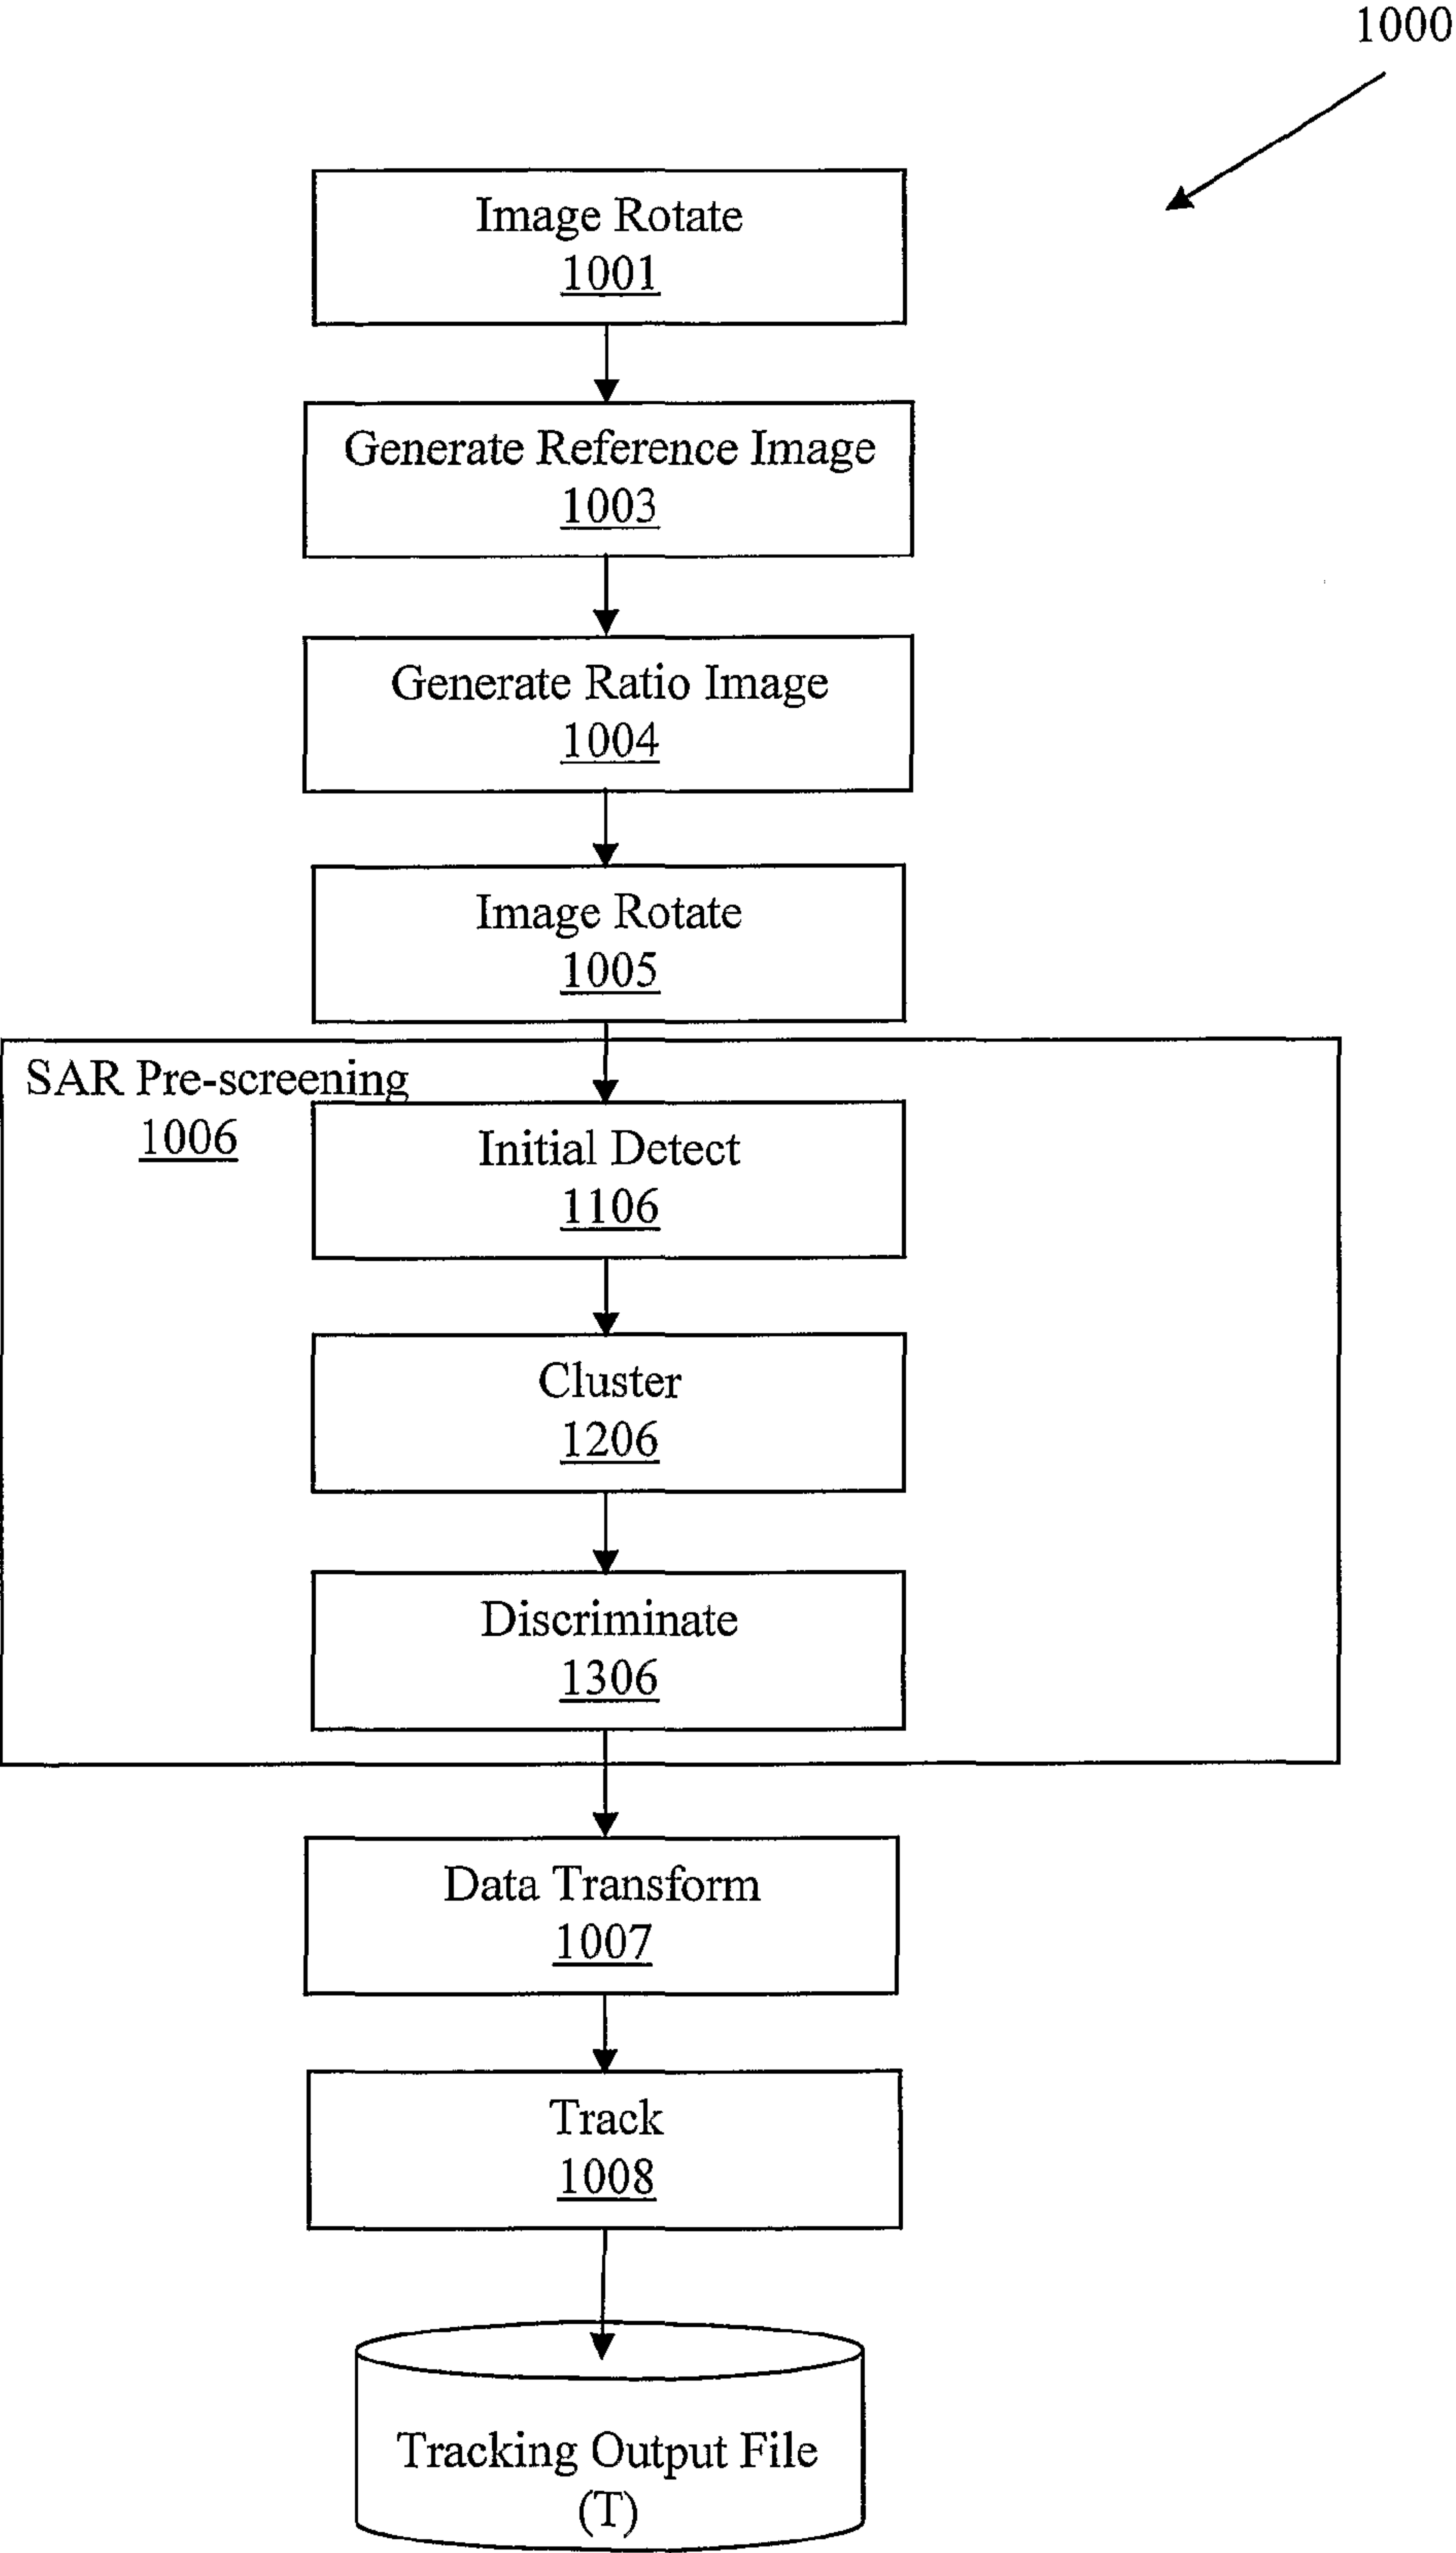 1000
Image Rotate
1001
Generate Reference Image
1003
Generate Ratio Image
1004
Image Rotate
1005
SAR Pre-screening
1006
Initial Detect
1106
Cluster
1206
Discriminate
1306
Data Transform
1007
Track
1008
Tracking Output File
(T)